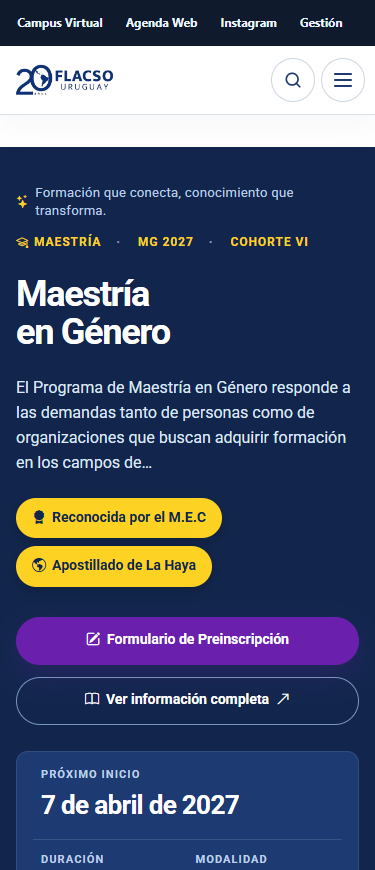 Campus Virtual Agenda Web Instagram Gestión
20 FLACSO
URUGUAY
Formación que conecta, conocimiento que
transforma.
MAESTRÍA · MG 2027 · COHORTE VI
Maestría
en Género
El Programa de Maestría en Género responde a
las demandas tanto de personas como de
organizaciones que buscan adquirir formación
en los campos de...
Reconocida por el M.E.C
Apostillado de La Haya
Formulario de Preinscripción
Ver información completa
PRÓXIMO INICIO
7 de abril de 2027
DURACIÓN MODALIDAD